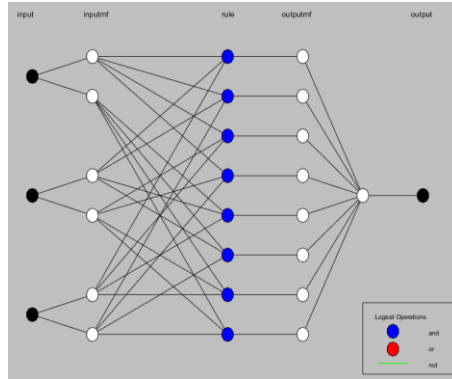 input inputmf rule outputmf output
Logical Operations
and
or
not